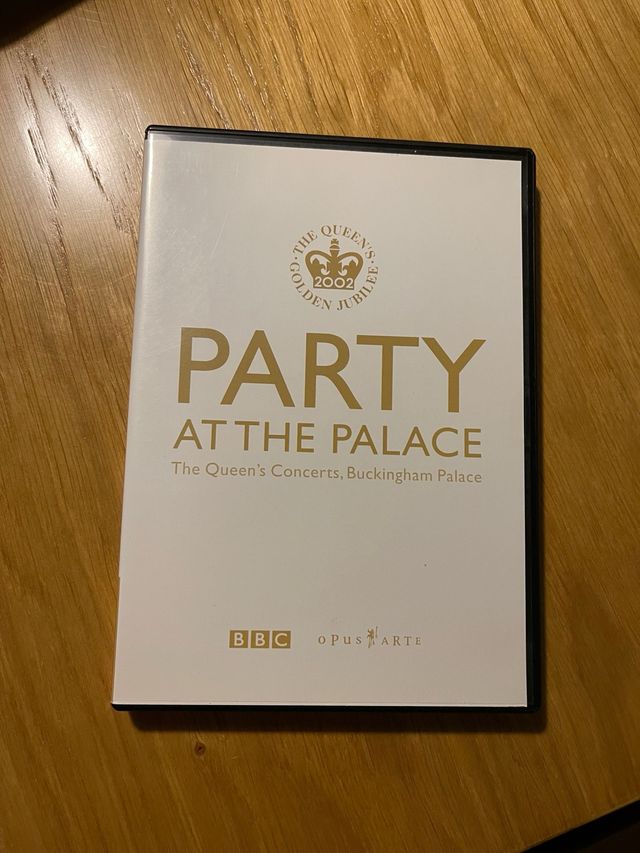 · THE QUEEN'S ·
2002
GOLDEN JUBILEE
PARTY
AT THE PALACE
The Queen's Concerts, Buckingham Palace
BBC
OPUS ARTE